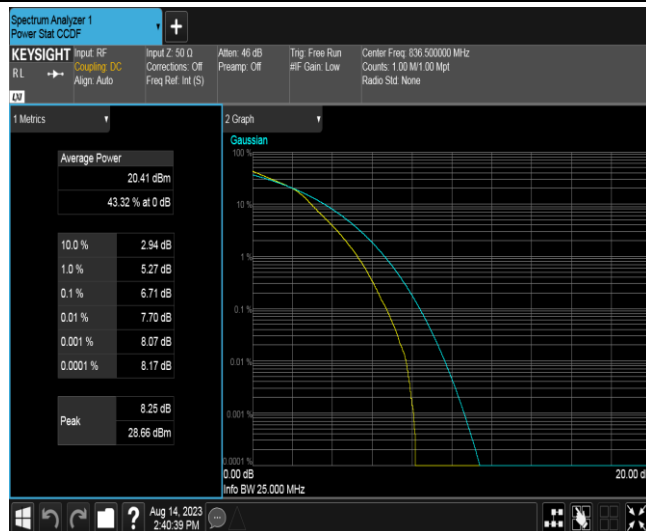 Spectrum Analyzer 1
Power Stat CCDF
+
KEYSIGHT
RL
Input: RF
Coupling: DC
Align: Auto
Input Z: 50 Ω
Corrections: Off
Freq Ref: Int (S)
Atten: 46 dB
Preamp: Off
Trig: Free Run
#IF Gain: Low
Center Freq: 836.500000 MHz
Counts: 1.00 M/1.00 Mpt
Radio Std: None
1 Metrics
Average Power
20.41 dBm
43.32 % at 0 dB
10.0 % 2.94 dB
1.0 % 5.27 dB
0.1 % 6.71 dB
0.01 % 7.70 dB
0.001 % 8.07 dB
0.0001 % 8.17 dB
Peak
8.25 dB
28.66 dBm
2 Graph
Gaussian
100 %
10 %
1 %
0.1 %
0.01 %
0.001 %
0.0001 %
0.00 dB
20.00 d
Info BW 25.000 MHz
?
Aug 14, 2023
2:40:39 PM